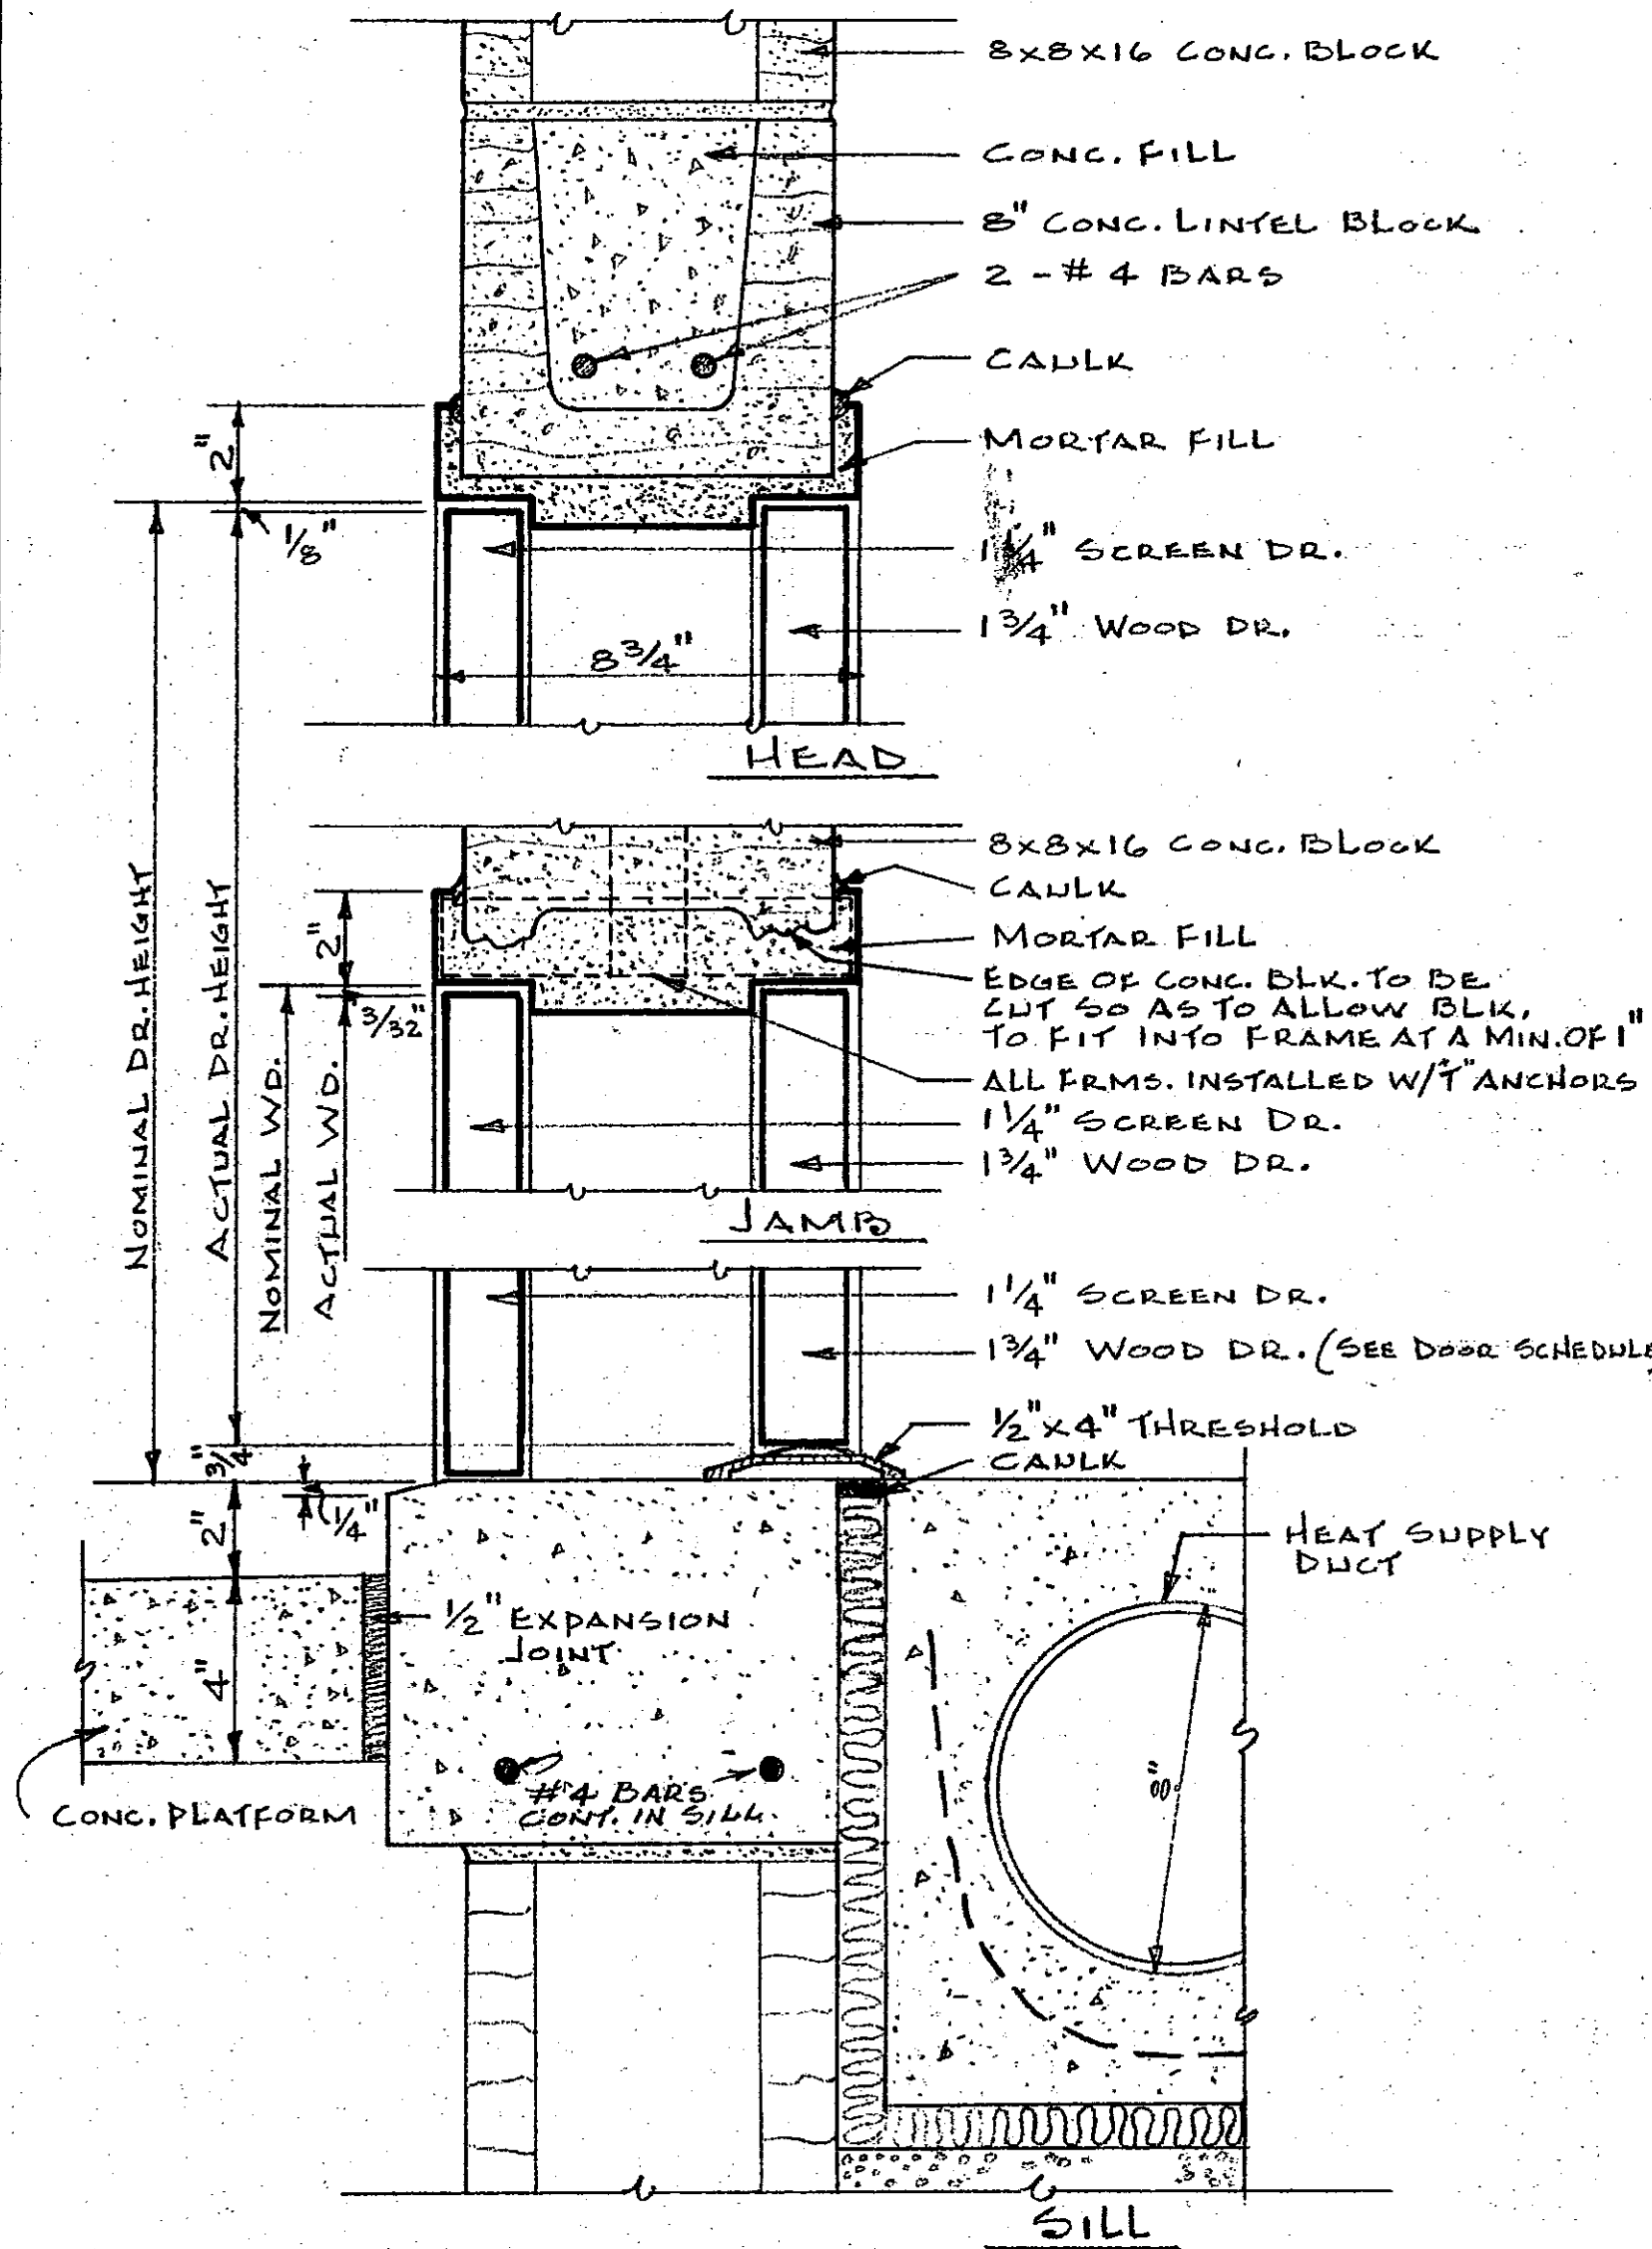 8x8x16 CONC. BLOCK
CONC. FILL
8" CONC. LINTEL BLOCK
2 - # 4 BARS
CAULK
MORTAR FILL
2"
1/8"
1 1/4" SCREEN DR.
1 3/4" WOOD DR.
8 3/4"
HEAD
8x8x16 CONC. BLOCK
CAULK
MORTAR FILL
EDGE OF CONC. BLK. TO BE
CUT SO AS TO ALLOW BLK.
TO FIT INTO FRAME AT A MIN. OF 1"
ALL FRMS. INSTALLED W/"T" ANCHORS
1 1/4" SCREEN DR.
1 3/4" WOOD DR.
2"
3/32"
NOMINAL DR. HEIGHT
ACTUAL DR. HEIGHT
NOMINAL WD.
ACTUAL WD.
JAMB
1 1/4" SCREEN DR.
1 3/4" WOOD DR. (SEE DOOR SCHEDULE
1/2" x 4" THRESHOLD
CAULK
3/4"
1/4"
2"
4"
HEAT SUPPLY
DUCT
1/2" EXPANSION
JOINT
8"
#4 BARS
CONT. IN SILL
CONC. PLATFORM
SILL